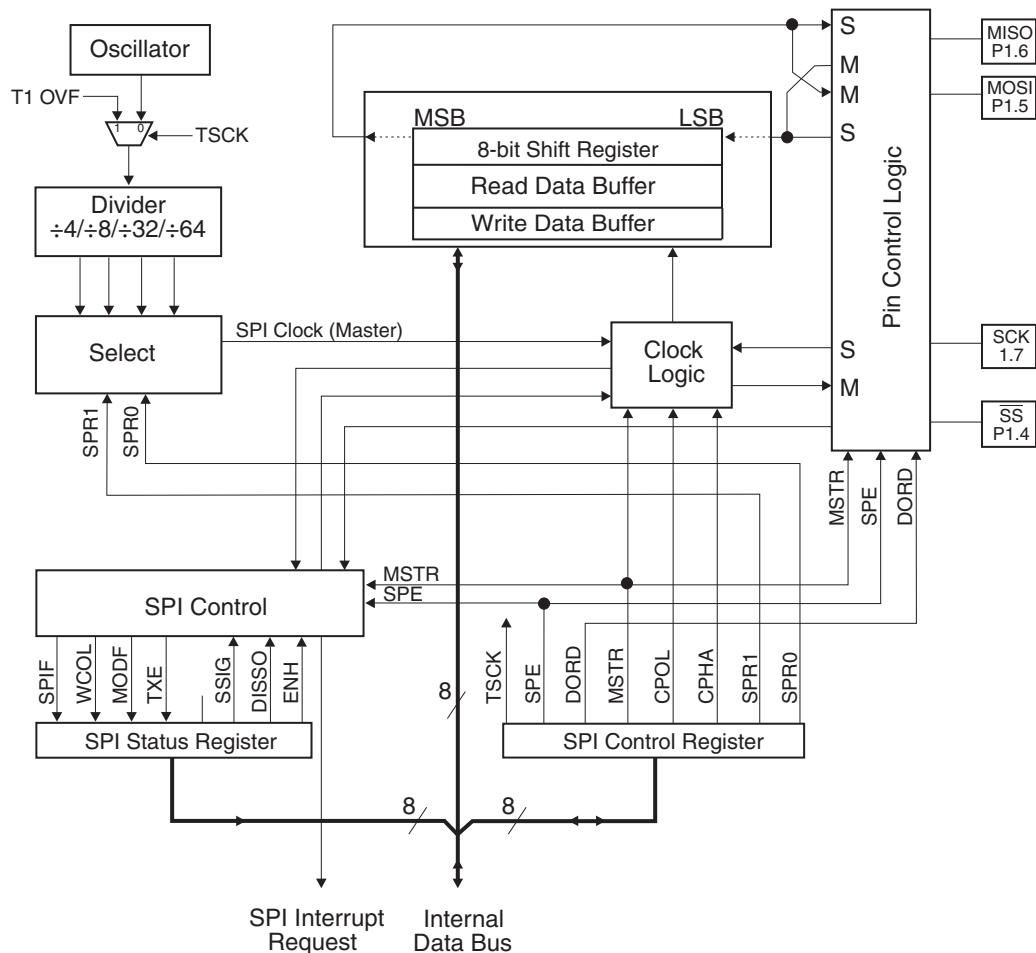 Oscillator
T1 OVF
1 0
TSCK
Divider
÷4/÷8/÷32/÷64
Select
SPI Clock (Master)
SPR1
SPR0
MSB
LSB
8-bit Shift Register
Read Data Buffer
Write Data Buffer
Clock
Logic
S
M
M
S
S
M
Pin Control Logic
MISO
P1.6
MOSI
P1.5
SCK
1.7
SS
P1.4
MSTR
SPE
DORD
MSTR
SPE
SPI Control
SPIF
WCOL
MODF
TXE
SSIG
DISSO
ENH
SPI Status Register
8
TSCK
SPE
DORD
MSTR
CPOL
CPHA
SPR1
SPR0
SPI Control Register
8
8
SPI Interrupt
Request
Internal
Data Bus